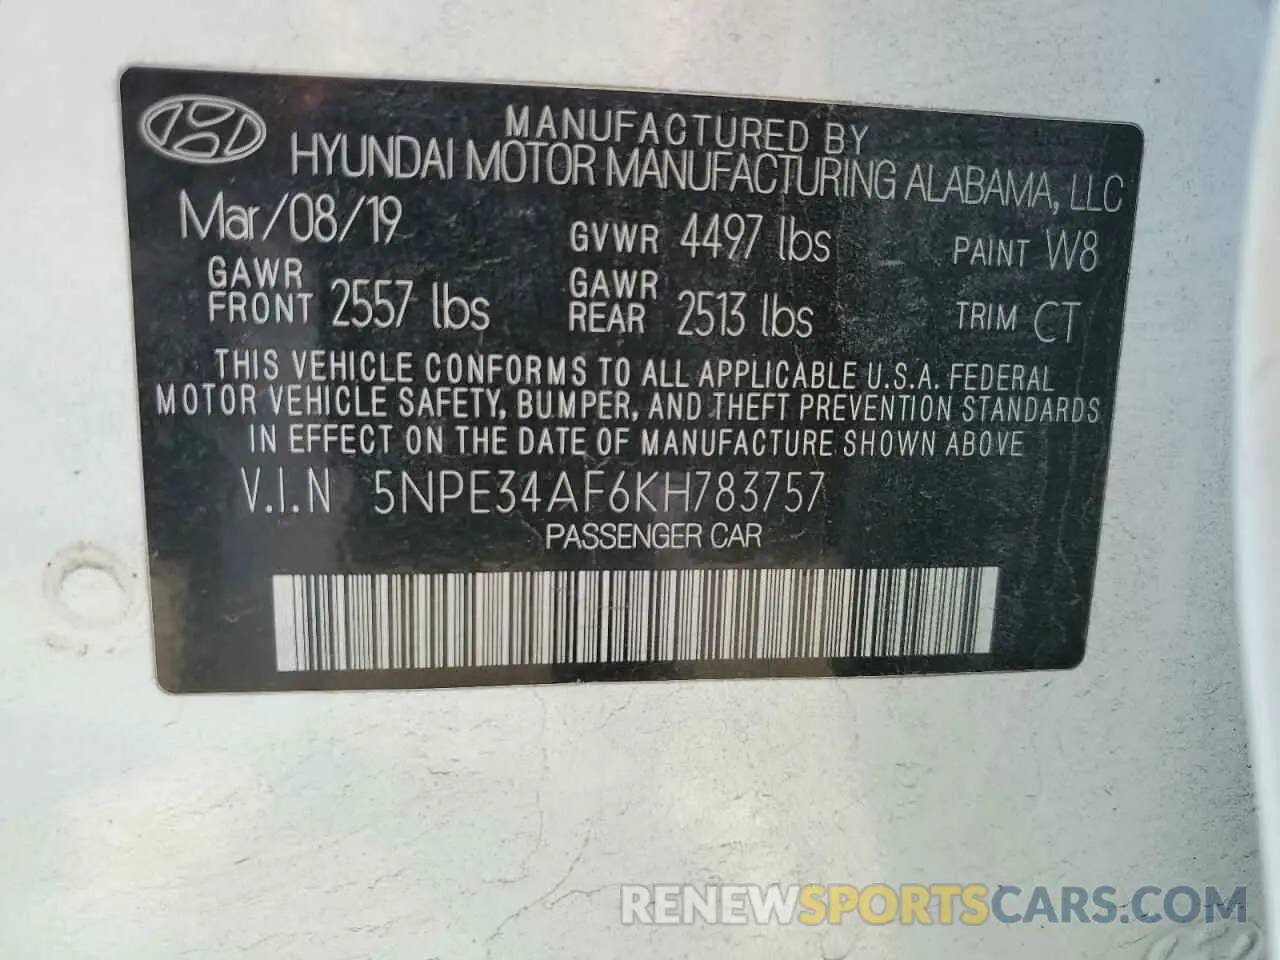 MANUFACTURED BY
HYUNDAI MOTOR MANUFACTURING ALABAMA, LLC
Mar/08/19 GVWR 4497 lbs PAINT W8
GAWR FRONT 2557 lbs GAWR REAR 2513 lbs TRIM CT
THIS VEHICLE CONFORMS TO ALL APPLICABLE U.S.A. FEDERAL
MOTOR VEHICLE SAFETY, BUMPER, AND THEFT PREVENTION STANDARDS
IN EFFECT ON THE DATE OF MANUFACTURE SHOWN ABOVE
V.I.N 5NPE34AF6KH783757
PASSENGER CAR
RENEWSPORTSCARS.COM